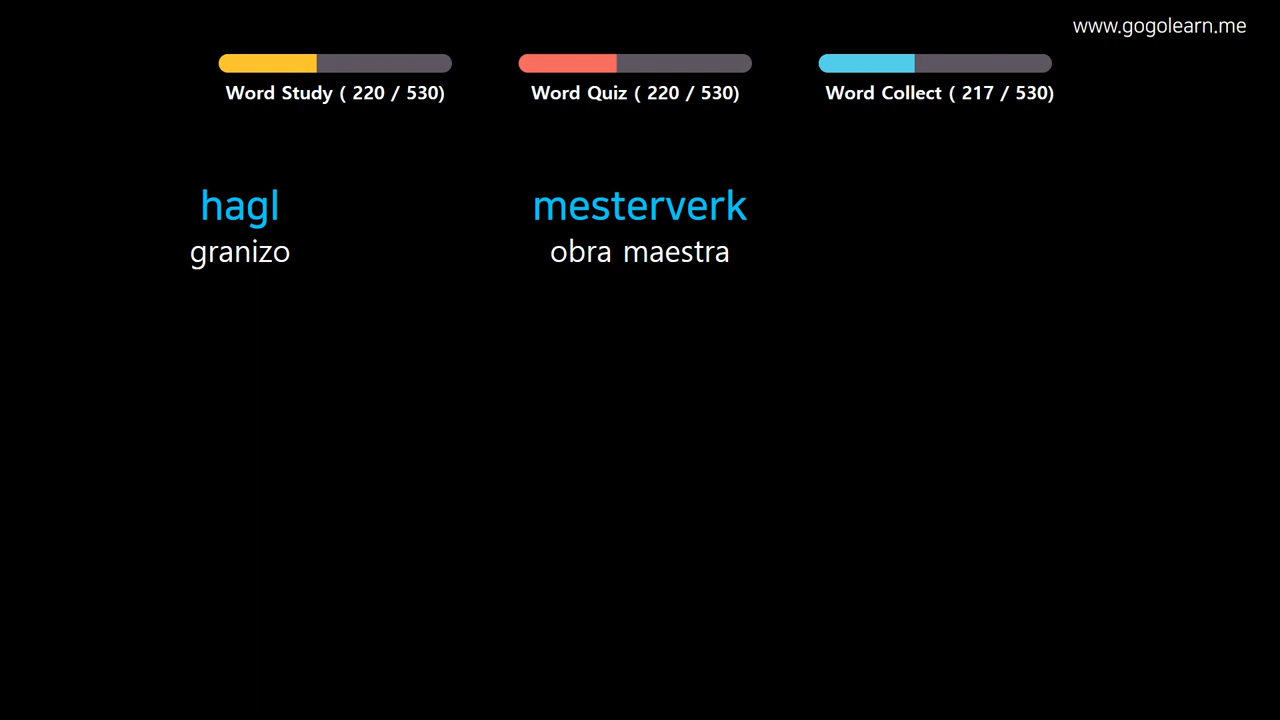 www.gogolearn.me
Word Study ( 220 / 530)
Word Quiz ( 220 / 530)
Word Collect ( 217 / 530)
hagl
granizo
mesterverk
obra maestra